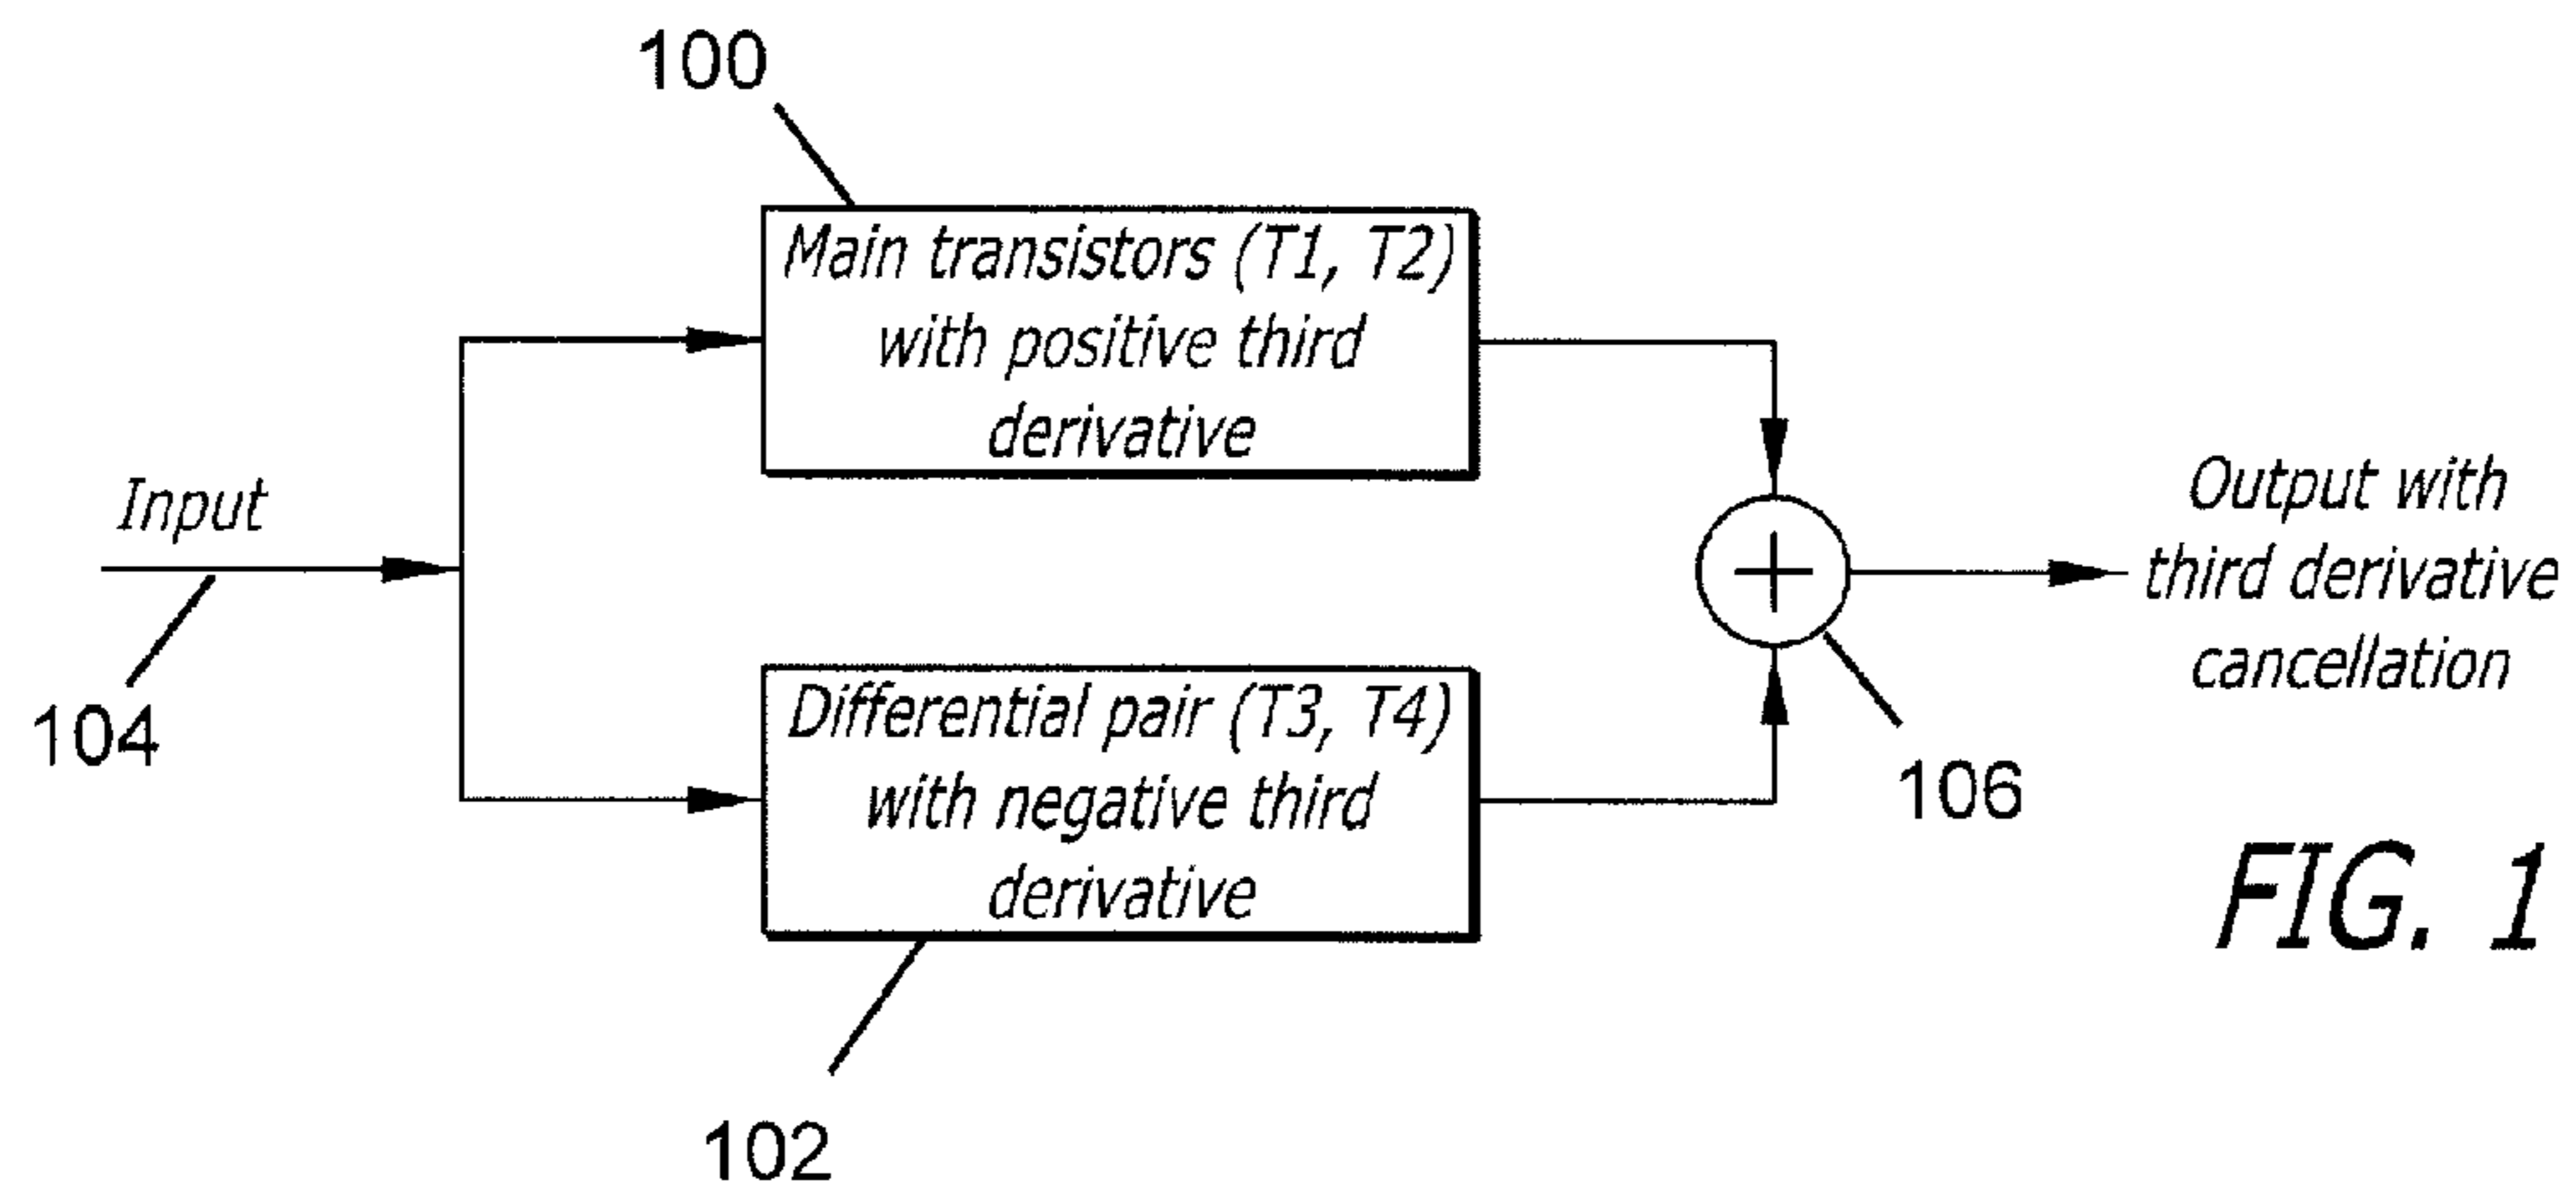 100
Main transistors (T1, T2)
with positive third
derivative
Input
104
Differential pair (T3, T4)
with negative third
derivative
102
+
106
Output with
third derivative
cancellation
FIG. 1